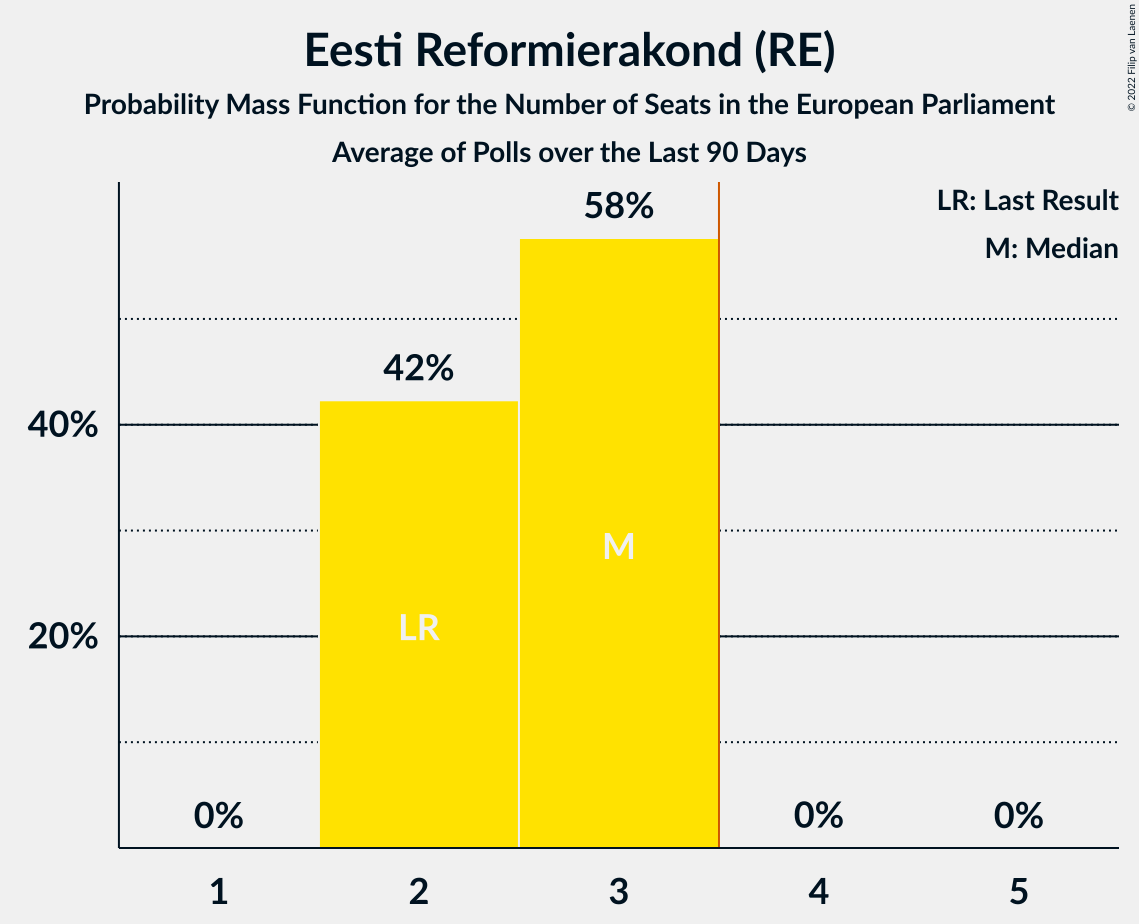 Eesti Reformierakond (RE)
Probability Mass Function for the Number of Seats in the European Parliament
Average of Polls over the Last 90 Days
© 2022 Filip van Laenen
LR: Last Result
M: Median
58%
42%
40%
M
LR
20%
0%
0%
0%
1
2
3
4
5